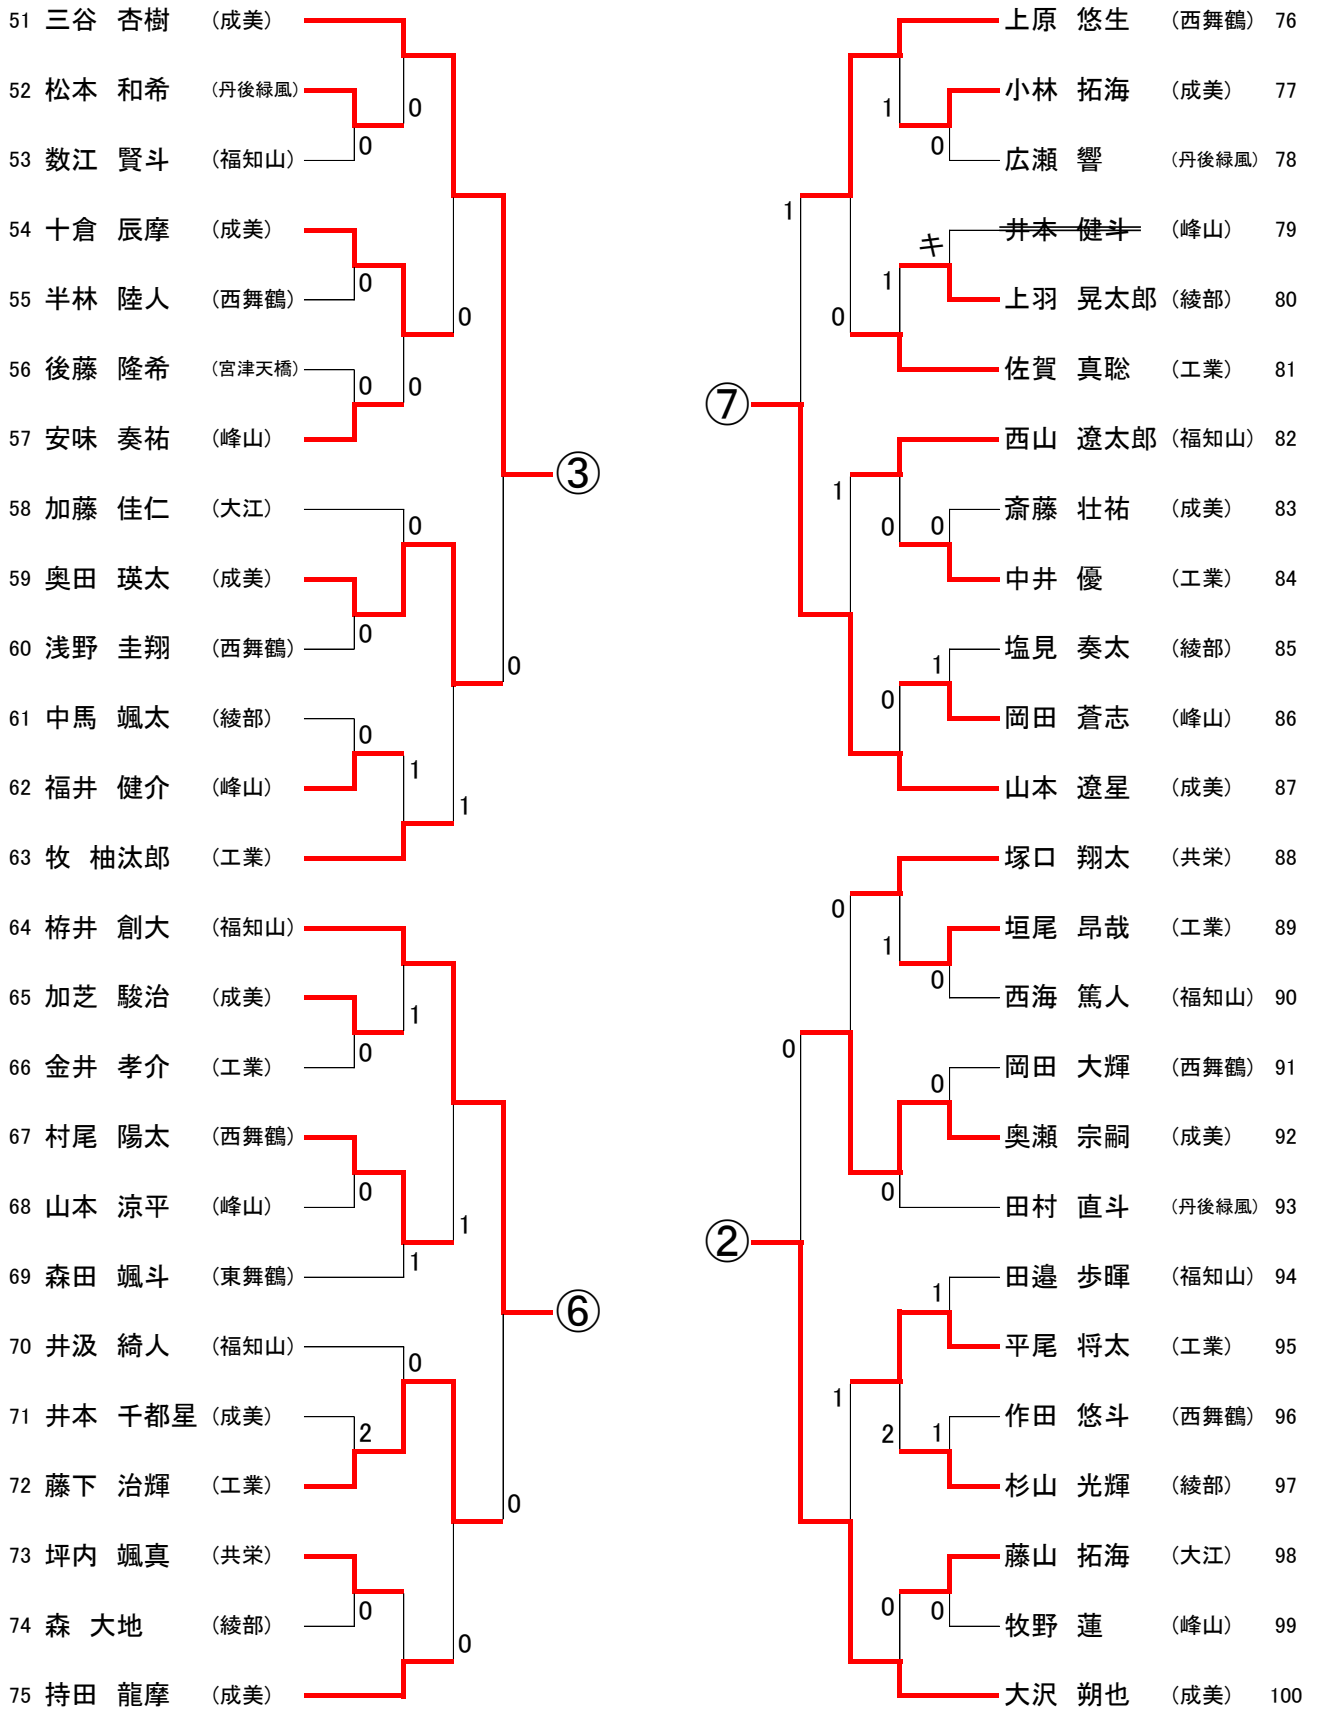 51 三谷 杏樹 (成美)
52 松本 和希 (丹後緑風)
0
53 数江 賢斗 (福知山)
0
54 十倉 辰摩 (成美)
55 半林 陸人 (西舞鶴)
0
0
56 後藤 隆希 (宮津天橋)
0 0
57 安味 奏祐 (峰山)
③
58 加藤 佳仁 (大江)
0
59 奥田 瑛太 (成美)
60 浅野 圭翔 (西舞鶴)
0
0
61 中馬 颯太 (綾部)
0
62 福井 健介 (峰山)
1
1
63 牧 柚汰郎 (工業)
64 栫井 創大 (福知山)
65 加芝 駿治 (成美)
1
66 金井 孝介 (工業)
0
67 村尾 陽太 (西舞鶴)
68 山本 涼平 (峰山)
0
1
69 森田 颯斗 (東舞鶴)
1
⑥
70 井汲 綺人 (福知山)
0
71 井本 千都星 (成美)
2
72 藤下 治輝 (工業)
0
73 坪内 颯真 (共栄)
74 森 大地 (綾部)
0
0
75 持田 龍摩 (成美)
上原 悠生 (西舞鶴) 76
小林 拓海 (成美) 77
1
0
広瀬 響 (丹後緑風) 78
1
井本 健斗 (峰山) 79
キ
1
上羽 晃太郎 (綾部) 80
0
佐賀 真聡 (工業) 81
⑦
西山 遼太郎 (福知山) 82
1
斎藤 壮祐 (成美) 83
0 0
中井 優 (工業) 84
塩見 奏太 (綾部) 85
1
0
岡田 蒼志 (峰山) 86
山本 遼星 (成美) 87
塚口 翔太 (共栄) 88
0
垣尾 昂哉 (工業) 89
1
0
西海 篤人 (福知山) 90
0
岡田 大輝 (西舞鶴) 91
0
奥瀬 宗嗣 (成美) 92
0
田村 直斗 (丹後緑風) 93
②
田邉 歩暉 (福知山) 94
1
平尾 将太 (工業) 95
1
作田 悠斗 (西舞鶴) 96
2 1
杉山 光輝 (綾部) 97
藤山 拓海 (大江) 98
0 0
牧野 蓮 (峰山) 99
大沢 朔也 (成美) 100